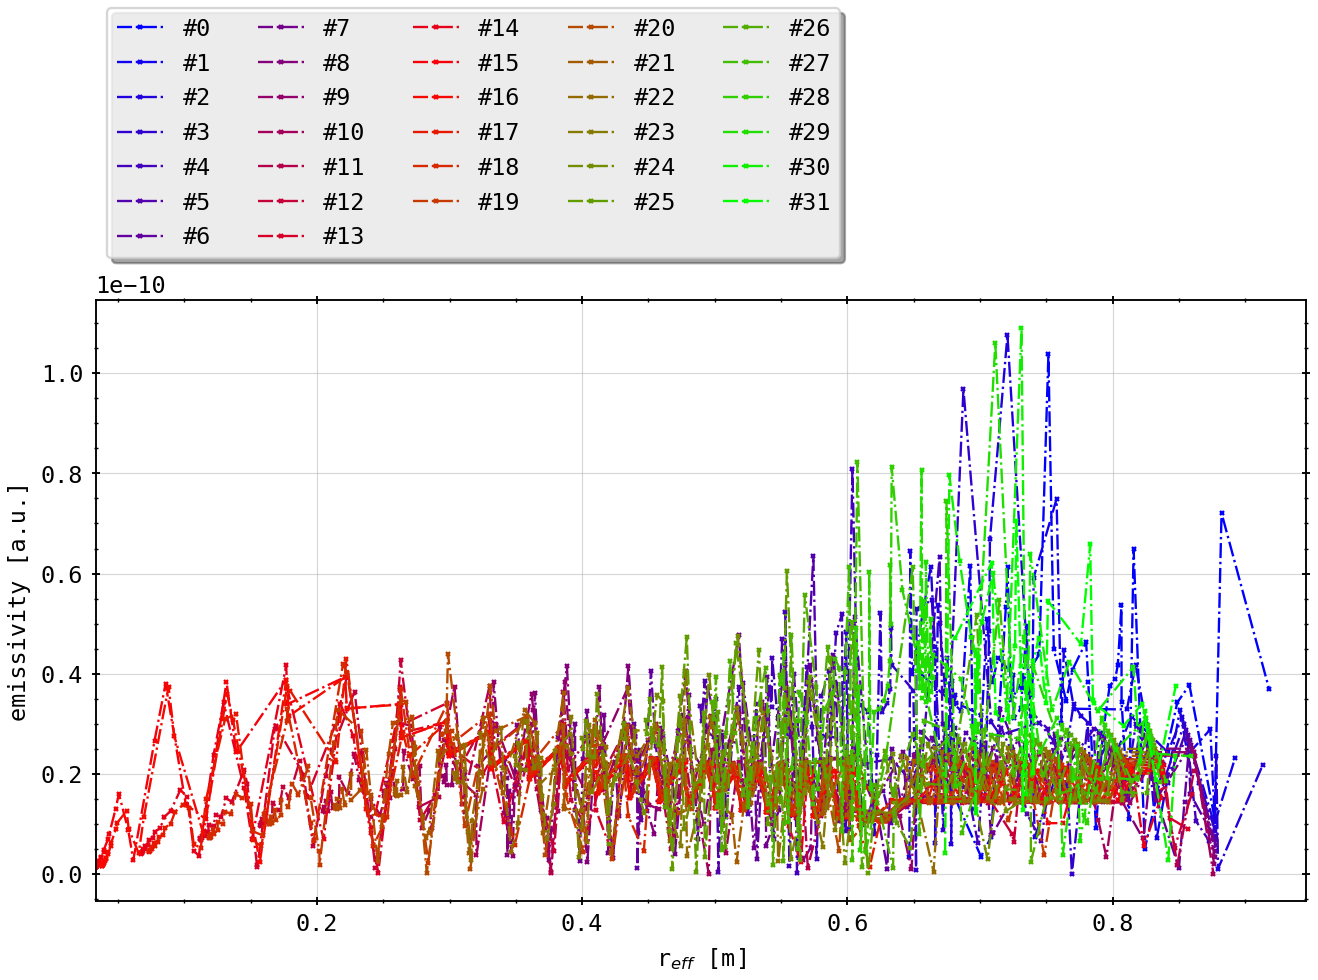 #0 #7 #14 #20 #26
#1 #8 #15 #21 #27
#2 #9 #16 #22 #28
#3 #10 #17 #23 #29
#4 #11 #18 #24 #30
#5 #12 #19 #25 #31
#6 #13
1e−10
1.0
0.8
0.6
0.4
0.2
0.0
emissivity [a.u.]
0.2 0.4 0.6 0.8
r_eff [m]